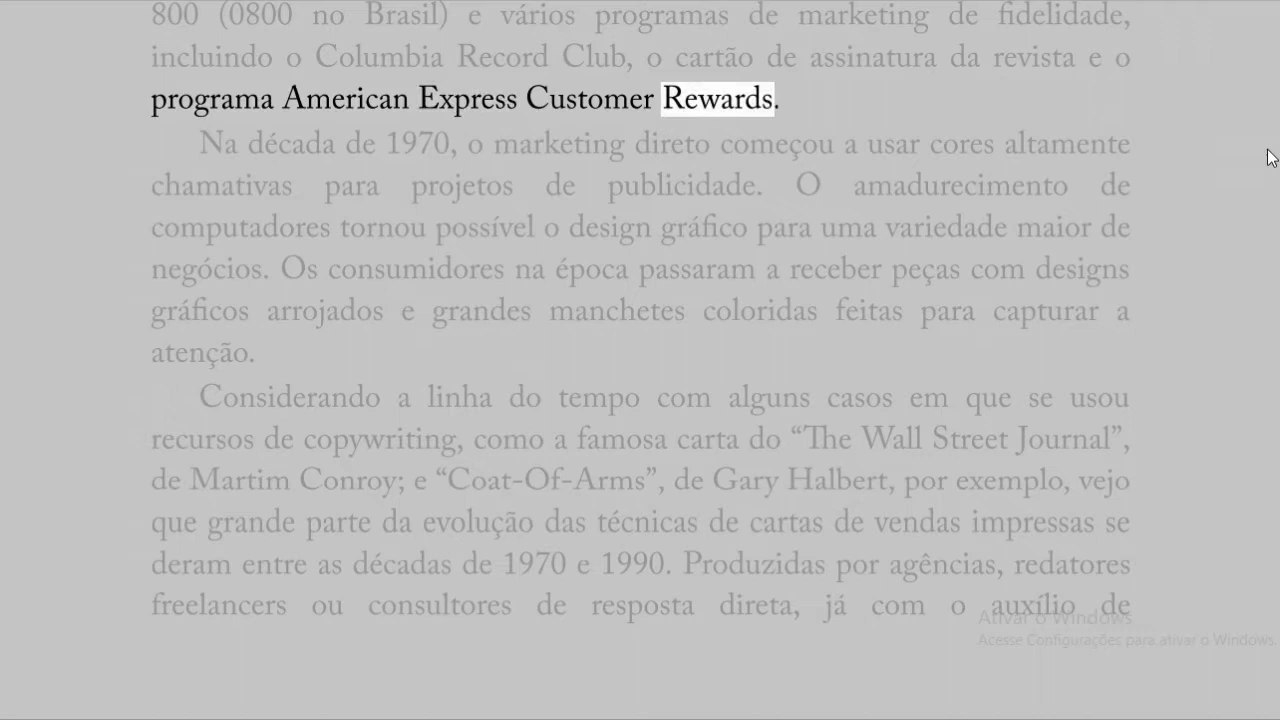 800 (0800 no Brasil) e vários programas de marketing de fidelidade,
incluindo o Columbia Record Club, o cartão de assinatura da revista e o
programa American Express Customer Rewards.
Na década de 1970, o marketing direto começou a usar cores altamente
chamativas para projetos de publicidade. O amadurecimento de
computadores tornou possível o design gráfico para uma variedade maior de
negócios. Os consumidores na época passaram a receber peças com designs
gráficos arrojados e grandes manchetes coloridas feitas para capturar a
atenção.
Considerando a linha do tempo com alguns casos em que se usou
recursos de copywriting, como a famosa carta do “The Wall Street Journal”,
de Martim Conroy; e “Coat-Of-Arms”, de Gary Halbert, por exemplo, vejo
que grande parte da evolução das técnicas de cartas de vendas impressas se
deram entre as décadas de 1970 e 1990. Produzidas por agências, redatores
freelancers ou consultores de resposta direta, já com o auxílio de
Ativar o Windows
Acesse Configurações para ativar o Windows.